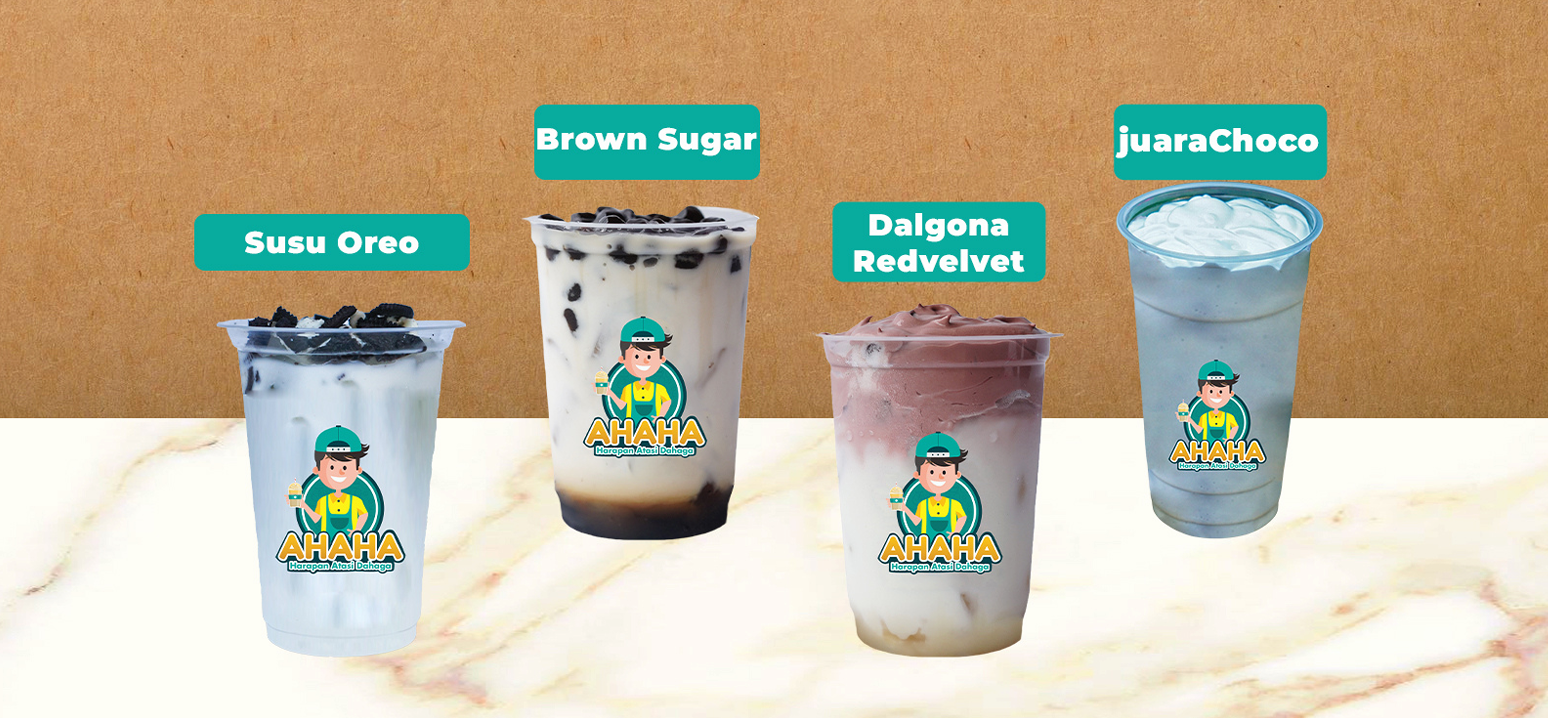 Brown Sugar
juaraChoco
Susu Oreo
Dalgona
Redvelvet
AHAHA
Harapan Atasi Dahaga
AHAHA
Harapan Atasi Dahaga
AHAHA
Harapan Atasi Dahaga
AHAHA
Harapan Atasi Dahaga